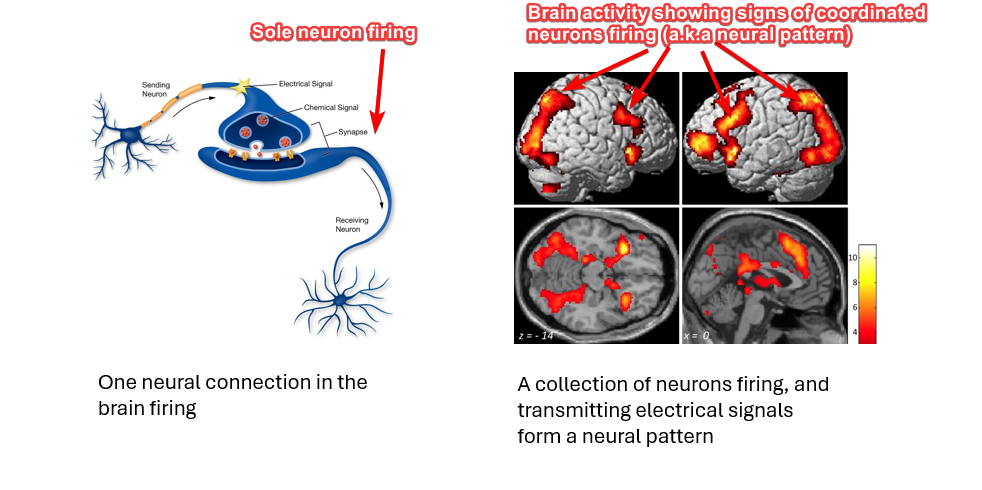 Sole neuron firing
Brain activity showing signs of coordinated
neurons firing (a.k.a neural pattern)
Sending
Neuron
Electrical Signal
Chemical Signal
Synapse
Receiving
Neuron
z = - 14
x = 0
10
8
6
4
One neural connection in the
brain firing
A collection of neurons firing, and
transmitting electrical signals
form a neural pattern